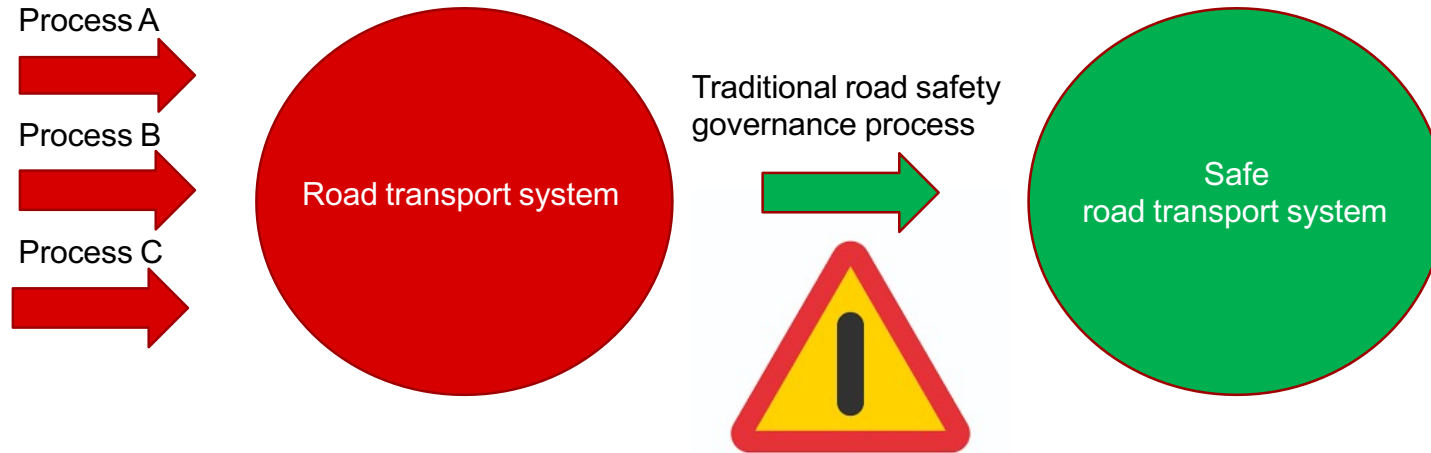 Process A
Process B
Process C
Road transport system
Traditional road safety
governance process
Safe
road transport system